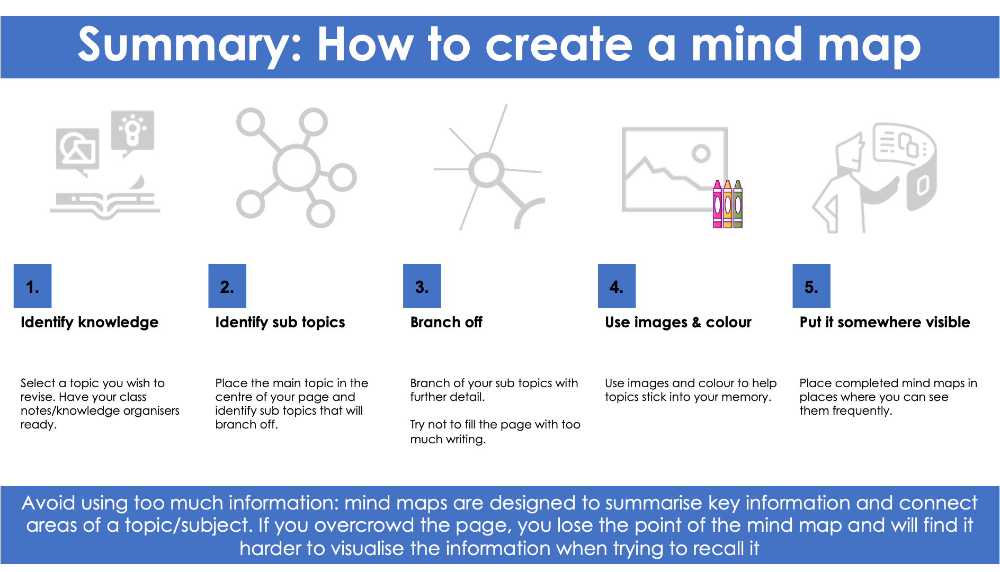 Summary: How to create a mind map
1.
Identify knowledge
Select a topic you wish to
revise. Have your class
notes/knowledge organisers
ready.
2.
Identify sub topics
Place the main topic in the
centre of your page and
identify sub topics that will
branch off.
3.
Branch off
Branch of your sub topics with
further detail.
Try not to fill the page with too
much writing.
4.
Use images & colour
Use images and colour to help
topics stick into your memory.
5.
Put it somewhere visible
Place completed mind maps in
places where you can see
them frequently.
Avoid using too much information: mind maps are designed to summarise key information and connect
areas of a topic/subject. If you overcrowd the page, you lose the point of the mind map and will find it
harder to visualise the information when trying to recall it